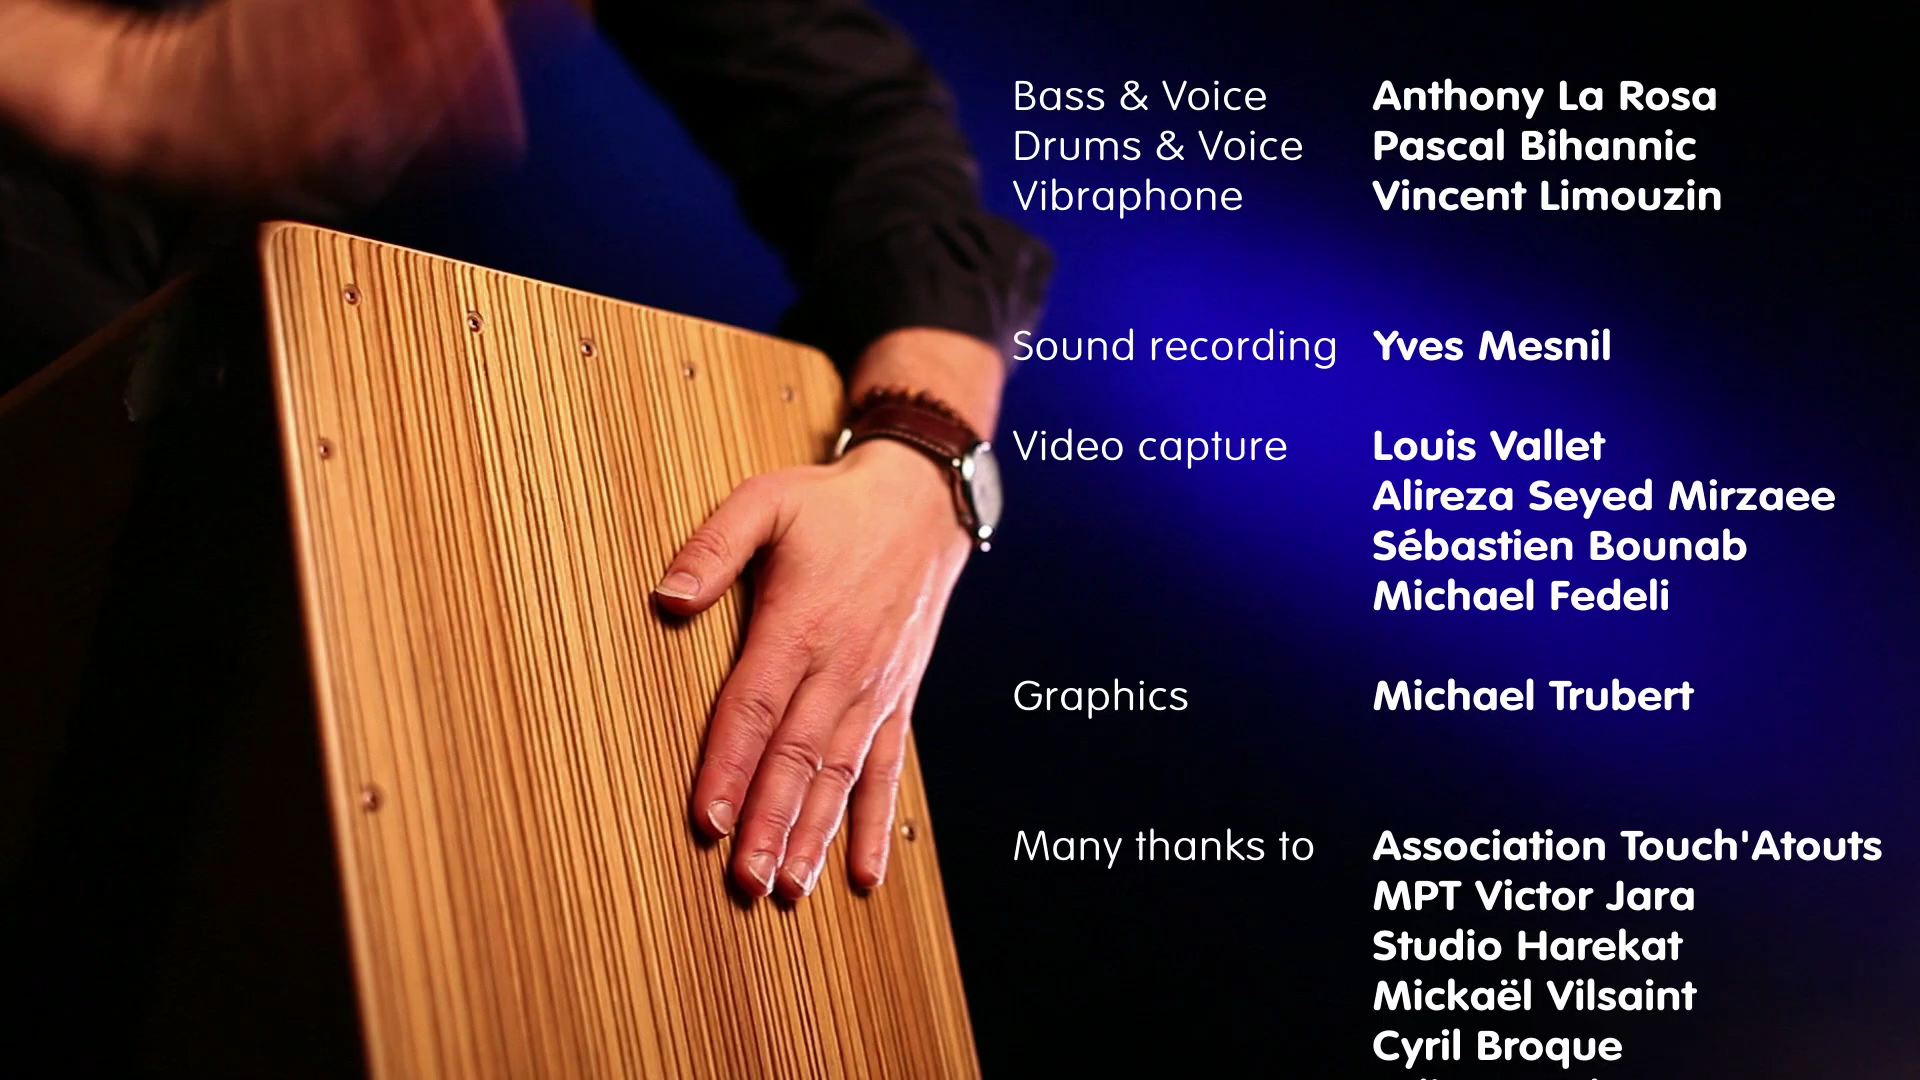 Bass & Voice Anthony La Rosa
Drums & Voice Pascal Bihannic
Vibraphone Vincent Limouzin
Sound recording Yves Mesnil
Video capture Louis Vallet
Alireza Seyed Mirzaee
Sébastien Bounab
Michael Fedeli
Graphics Michael Trubert
Many thanks to Association Touch'Atouts
MPT Victor Jara
Studio Harekat
Mickaël Vilsaint
Cyril Broque